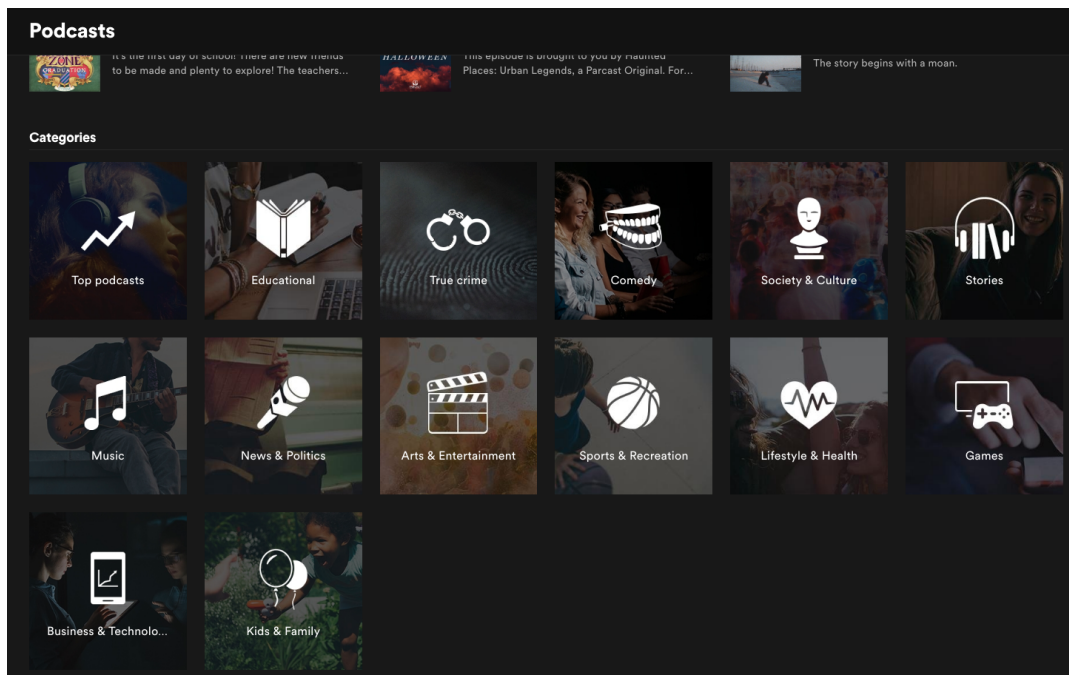 Podcasts
ZONE
GRADUATION
It's the first day of school! There are new friends
to be made and plenty to explore! The teachers...
HALLOWEEN
This episode is brought to you by Haunted
Places: Urban Legends, a Parcast Original. For...
The story begins with a moan.
Categories
Top podcasts
Educational
True crime
Comedy
Society & Culture
Stories
Music
News & Politics
Arts & Entertainment
Sports & Recreation
Lifestyle & Health
Games
Business & Technolo...
Kids & Family